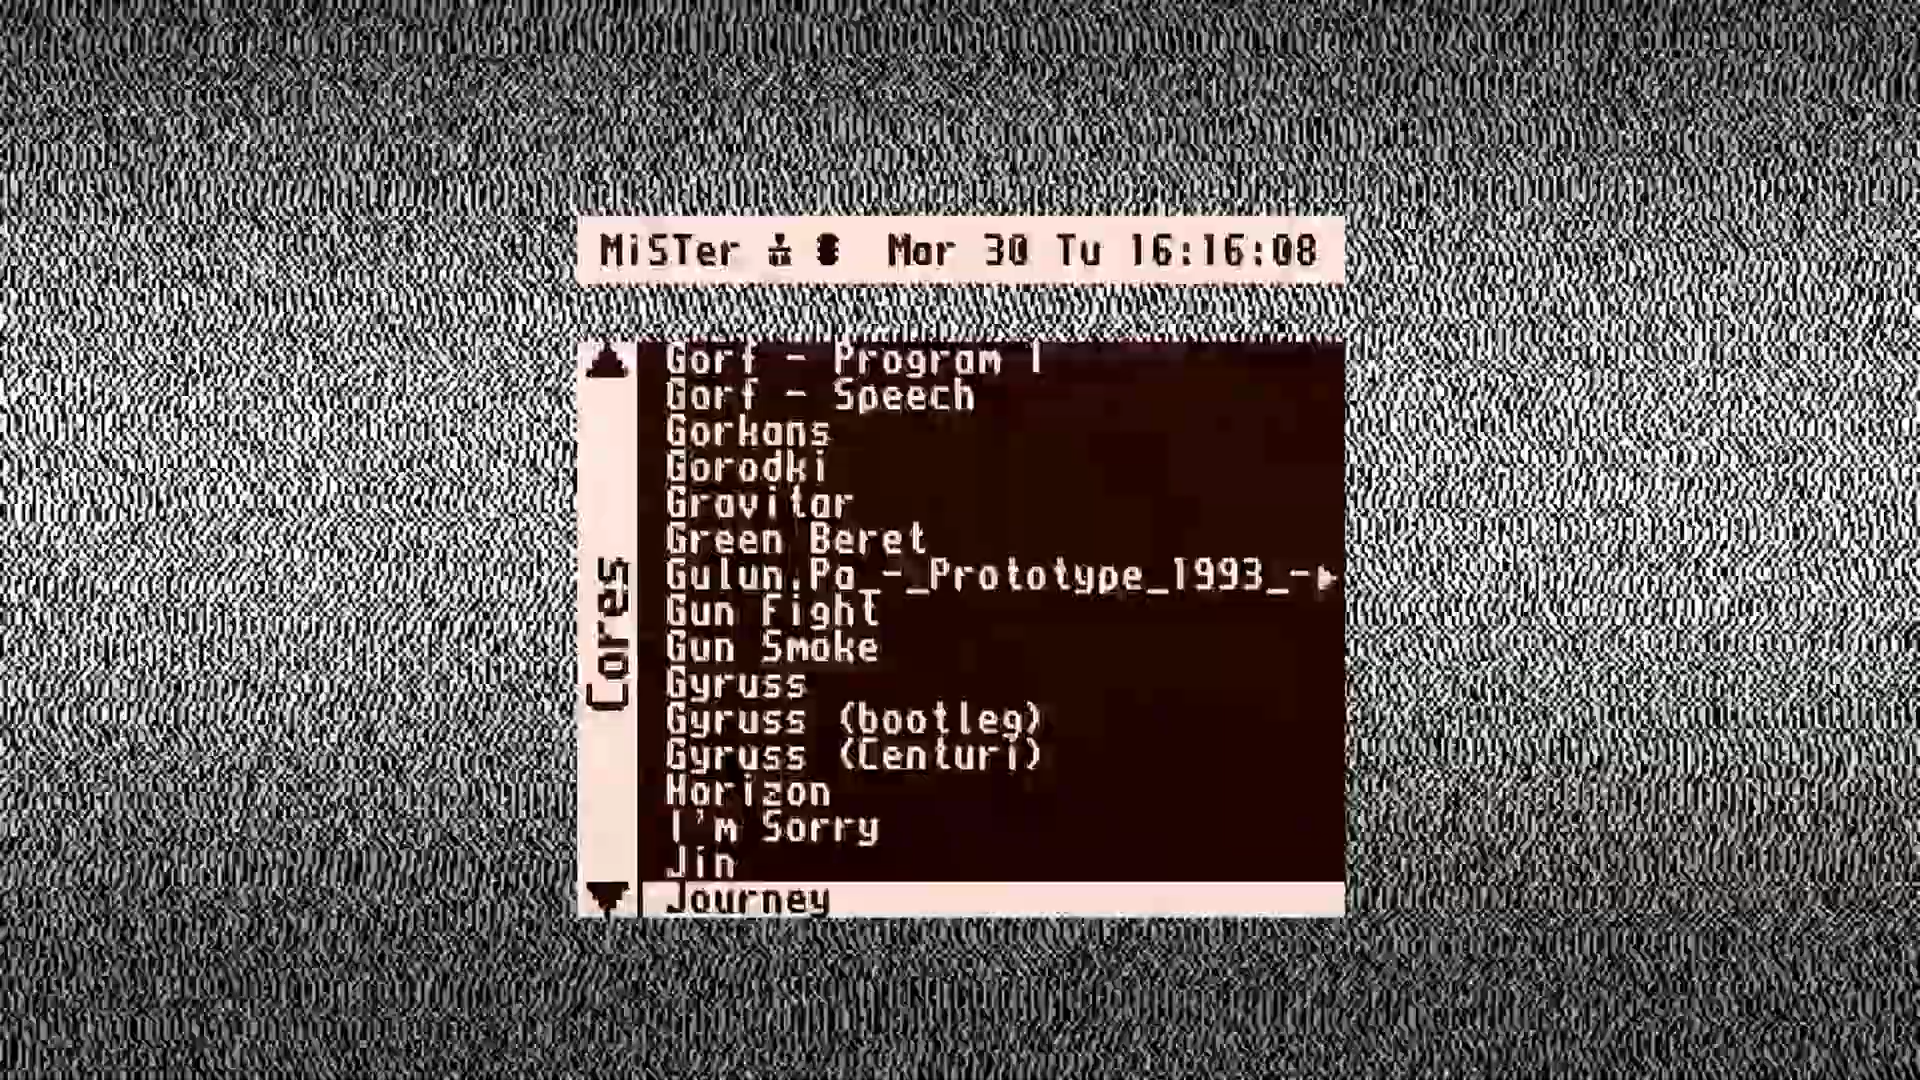 MiSTer Mar 30 Tu 16:16:08
Cores
Gorf - Program 1
Gorf - Speech
Gorkans
Gorodki
Gravitar
Green Beret
Gulun.Pa_-_Prototype_1993_-
Gun Fight
Gun Smoke
Gyruss
Gyruss (bootleg)
Gyruss (Centuri)
Horizon
I'm Sorry
Jin
Journey